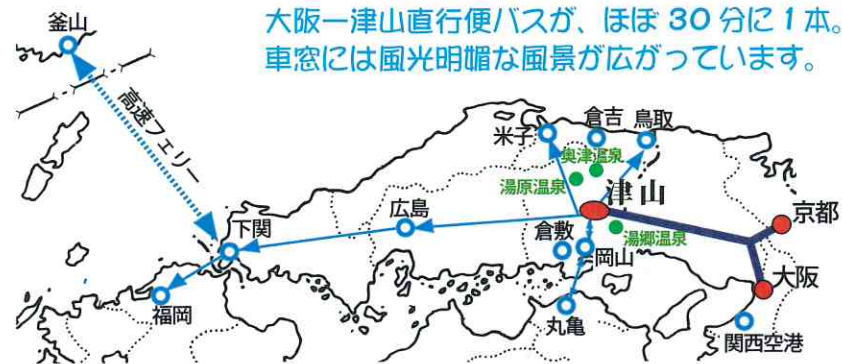 大阪ー津山直行便バスが、ほぼ30分に1本。
車窓には風光明媚な風景が広がっています。
釜山
高速フェリー
米子
倉吉
鳥取
奥津温泉
湯原温泉
津山
京都
広島
下関
倉敷
岡山
湯郷温泉
大阪
福岡
丸亀
関西空港